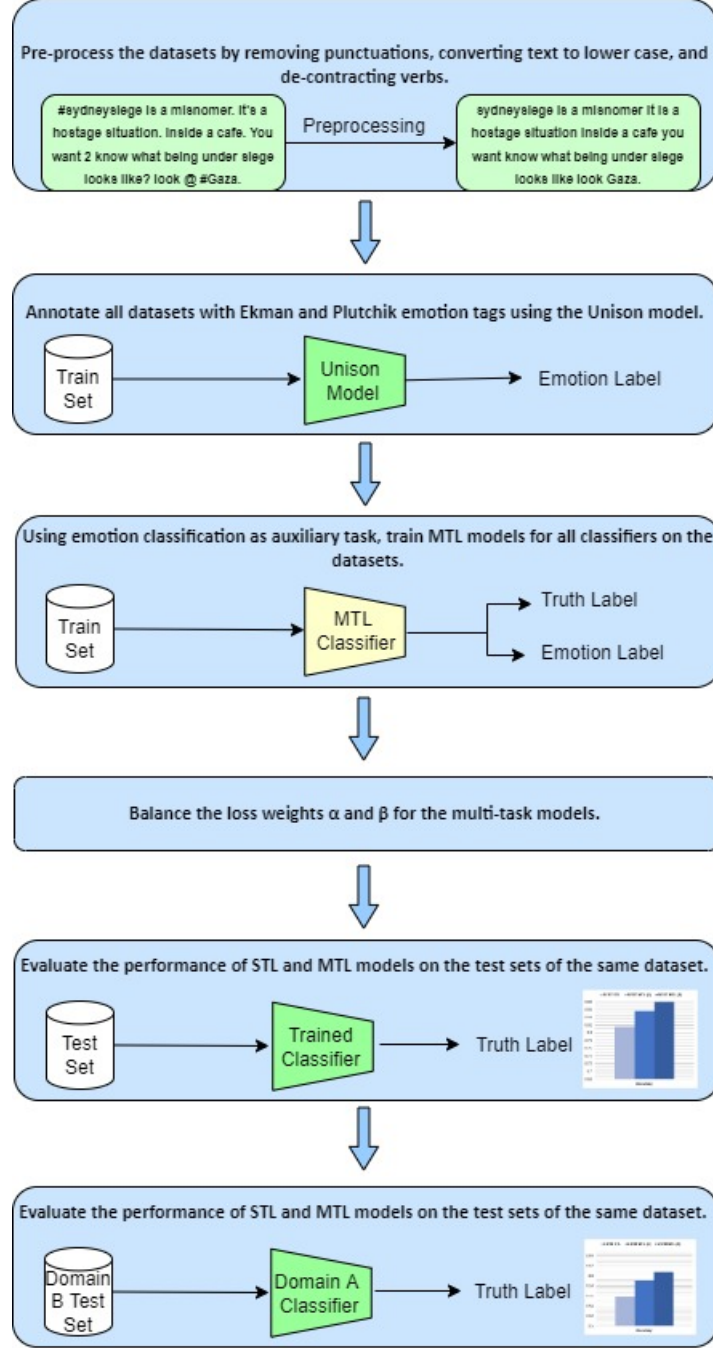 Pre-process the datasets by removing punctuations, converting text to lower case, and
de-contracting verbs.
#sydneysiege is a misnomer. It's a
hostage situation. Inside a cafe. You
want 2 know what being under siege
looks like? look @ #Gaza.
Preprocessing
sydneysiege is a misnomer it is a
hostage situation inside a cafe you
want know what being under siege
looks like look Gaza.
Annotate all datasets with Ekman and Plutchik emotion tags using the Unison model.
Train
Set
Unison
Model
Emotion Label
Using emotion classification as auxiliary task, train MTL models for all classifiers on the
datasets.
Train
Set
MTL
Classifier
Truth Label
Emotion Label
Balance the loss weights α and β for the multi-task models.
Evaluate the performance of STL and MTL models on the test sets of the same dataset.
Test
Set
Trained
Classifier
Truth Label
Evaluate the performance of STL and MTL models on the test sets of the same dataset.
Domain
B Test
Set
Domain A
Classifier
Truth Label